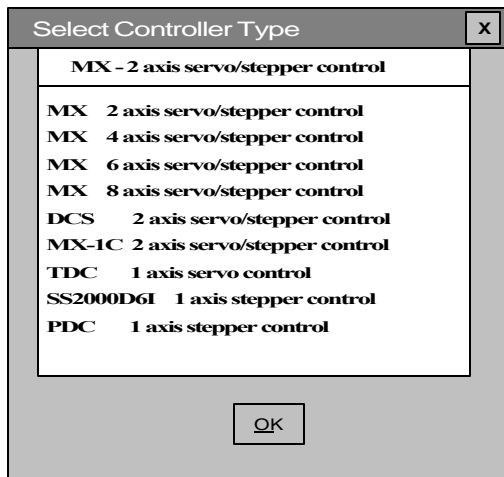 Select Controller Type x
MX - 2 axis servo/stepper control
MX 2 axis servo/stepper control
MX 4 axis servo/stepper control
MX 6 axis servo/stepper control
MX 8 axis servo/stepper control
DCS 2 axis servo/stepper control
MX-1C 2 axis servo/stepper control
TDC 1 axis servo control
SS2000D6I 1 axis stepper control
PDC 1 axis stepper control
OK